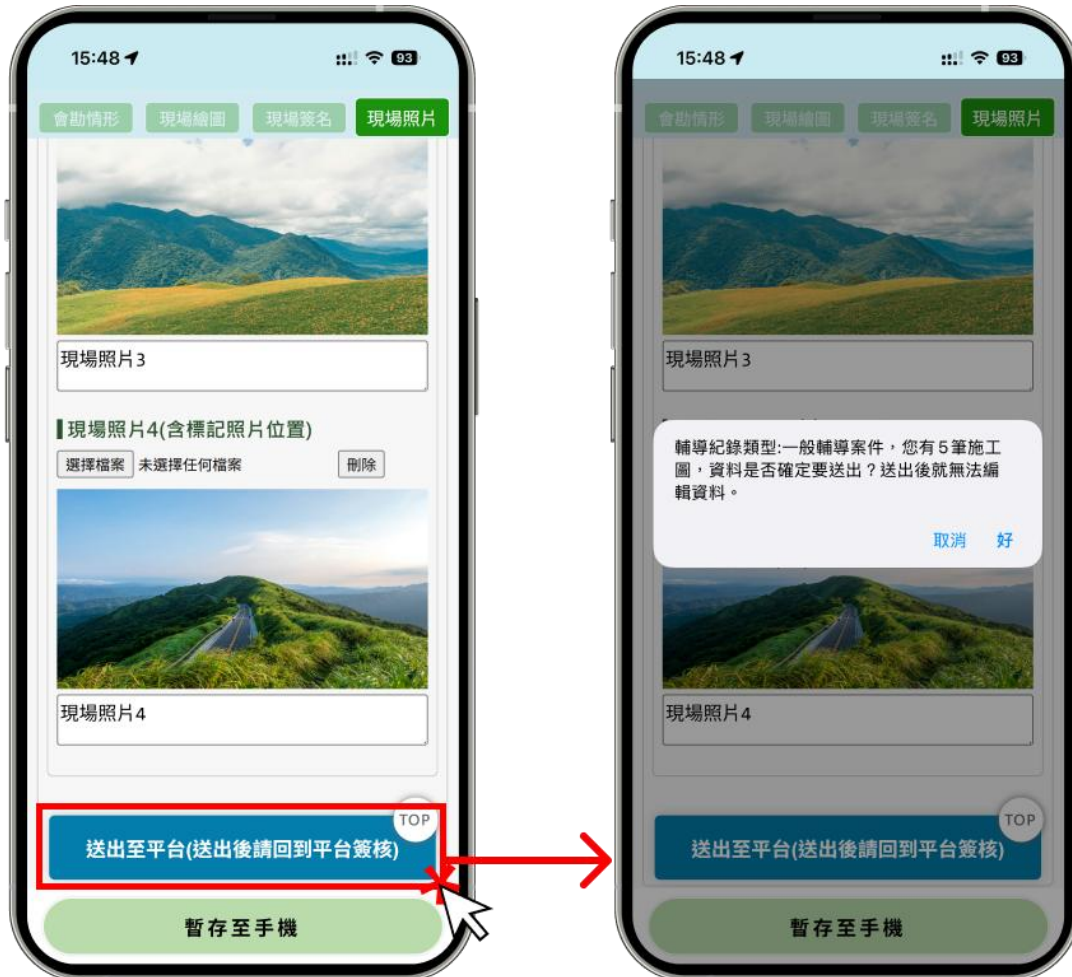 15:48
93
會勘情形 現場繪圖 現場簽名 現場照片
現場照片3
現場照片4(含標記照片位置)
選擇檔案 未選擇任何檔案 刪除
現場照片4
TOP
送出至平台(送出後請回到平台簽核)
暫存至手機
15:48
93
會勘情形 現場繪圖 現場簽名 現場照片
現場照片3
輔導紀錄類型:一般輔導案件，您有5筆施工
圖，資料是否確定要送出？送出後就無法編
輯資料。
取消 好
現場照片4
TOP
送出至平台(送出後請回到平台簽核)
暫存至手機